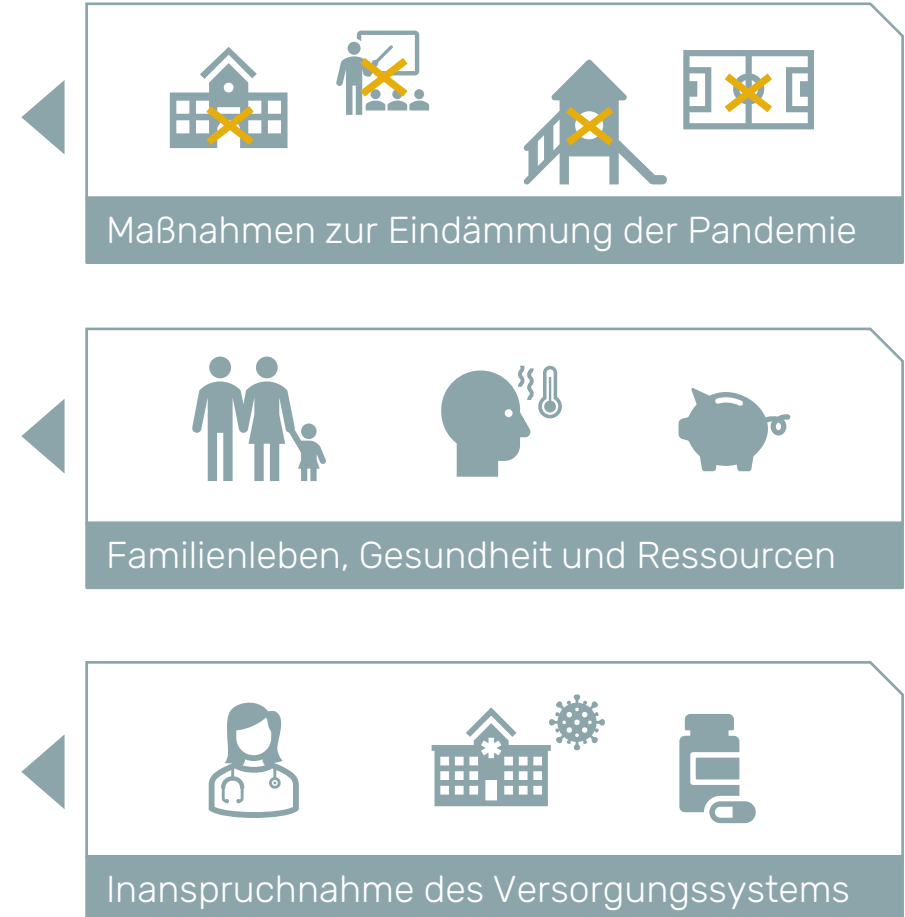 Maßnahmen zur Eindämmung der Pandemie
Familienleben, Gesundheit und Ressourcen
Inanspruchnahme des Versorgungssystems